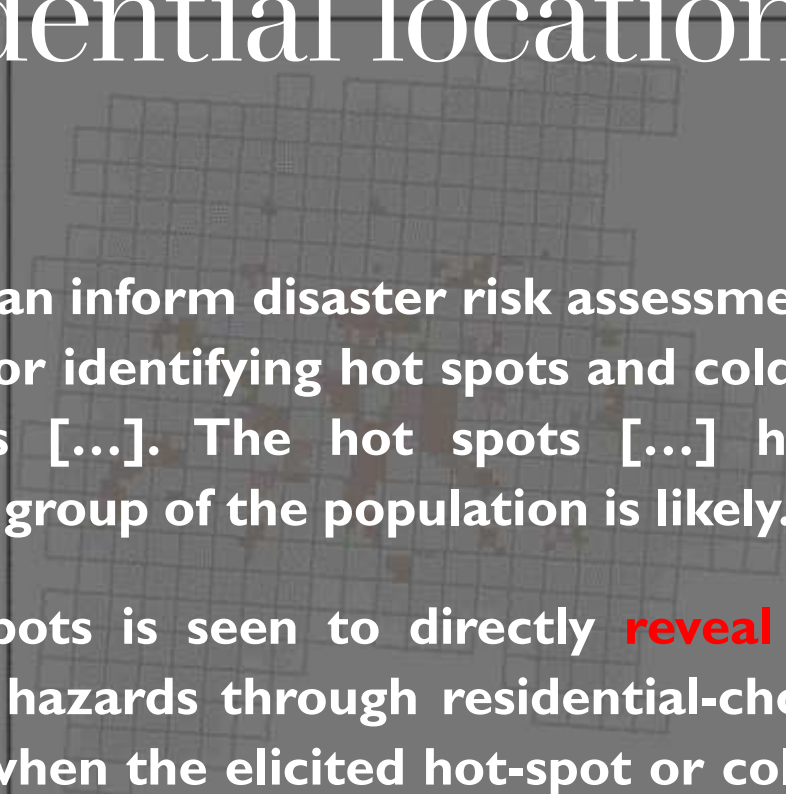 dential location
an inform disaster risk assessme
or identifying hot spots and cold
s […]. The hot spots […] h
group of the population is likely.
pots is seen to directly reveal
hazards through residential-cho
when the elicited hot-spot or col